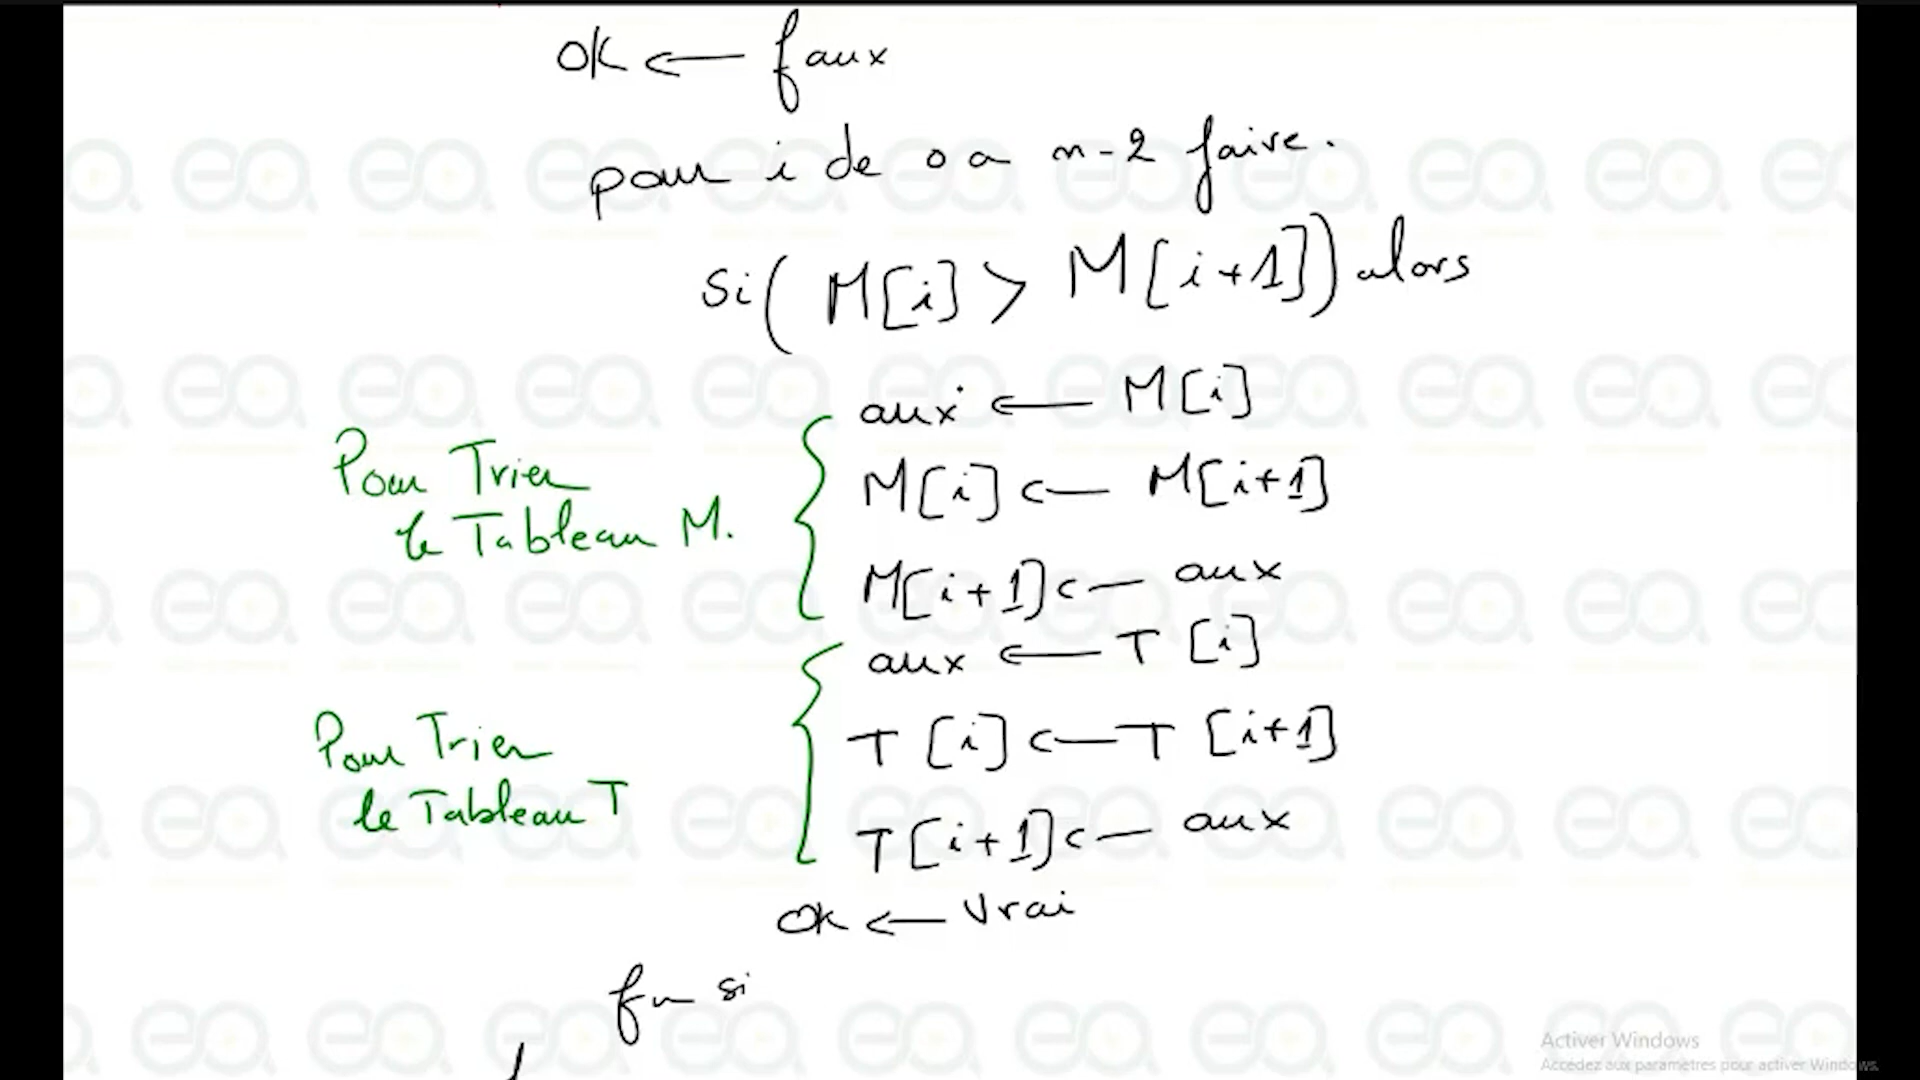 OK ← faux
pour i de 0 a n-2 faire.
Si( M[i] > M[i+1]) alors
aux ← M[i]
Pour Trier
M[i] ← M[i+1]
le Tableau M.
M[i+1] ← aux
aux ← T [i]
Pour Trier
T [i] ← T [i+1]
le Tableau T
T[i+1] ← aux
OK ← Vrai
fin si
Activer Windows
Accédez aux paramètres pour activer Windows.